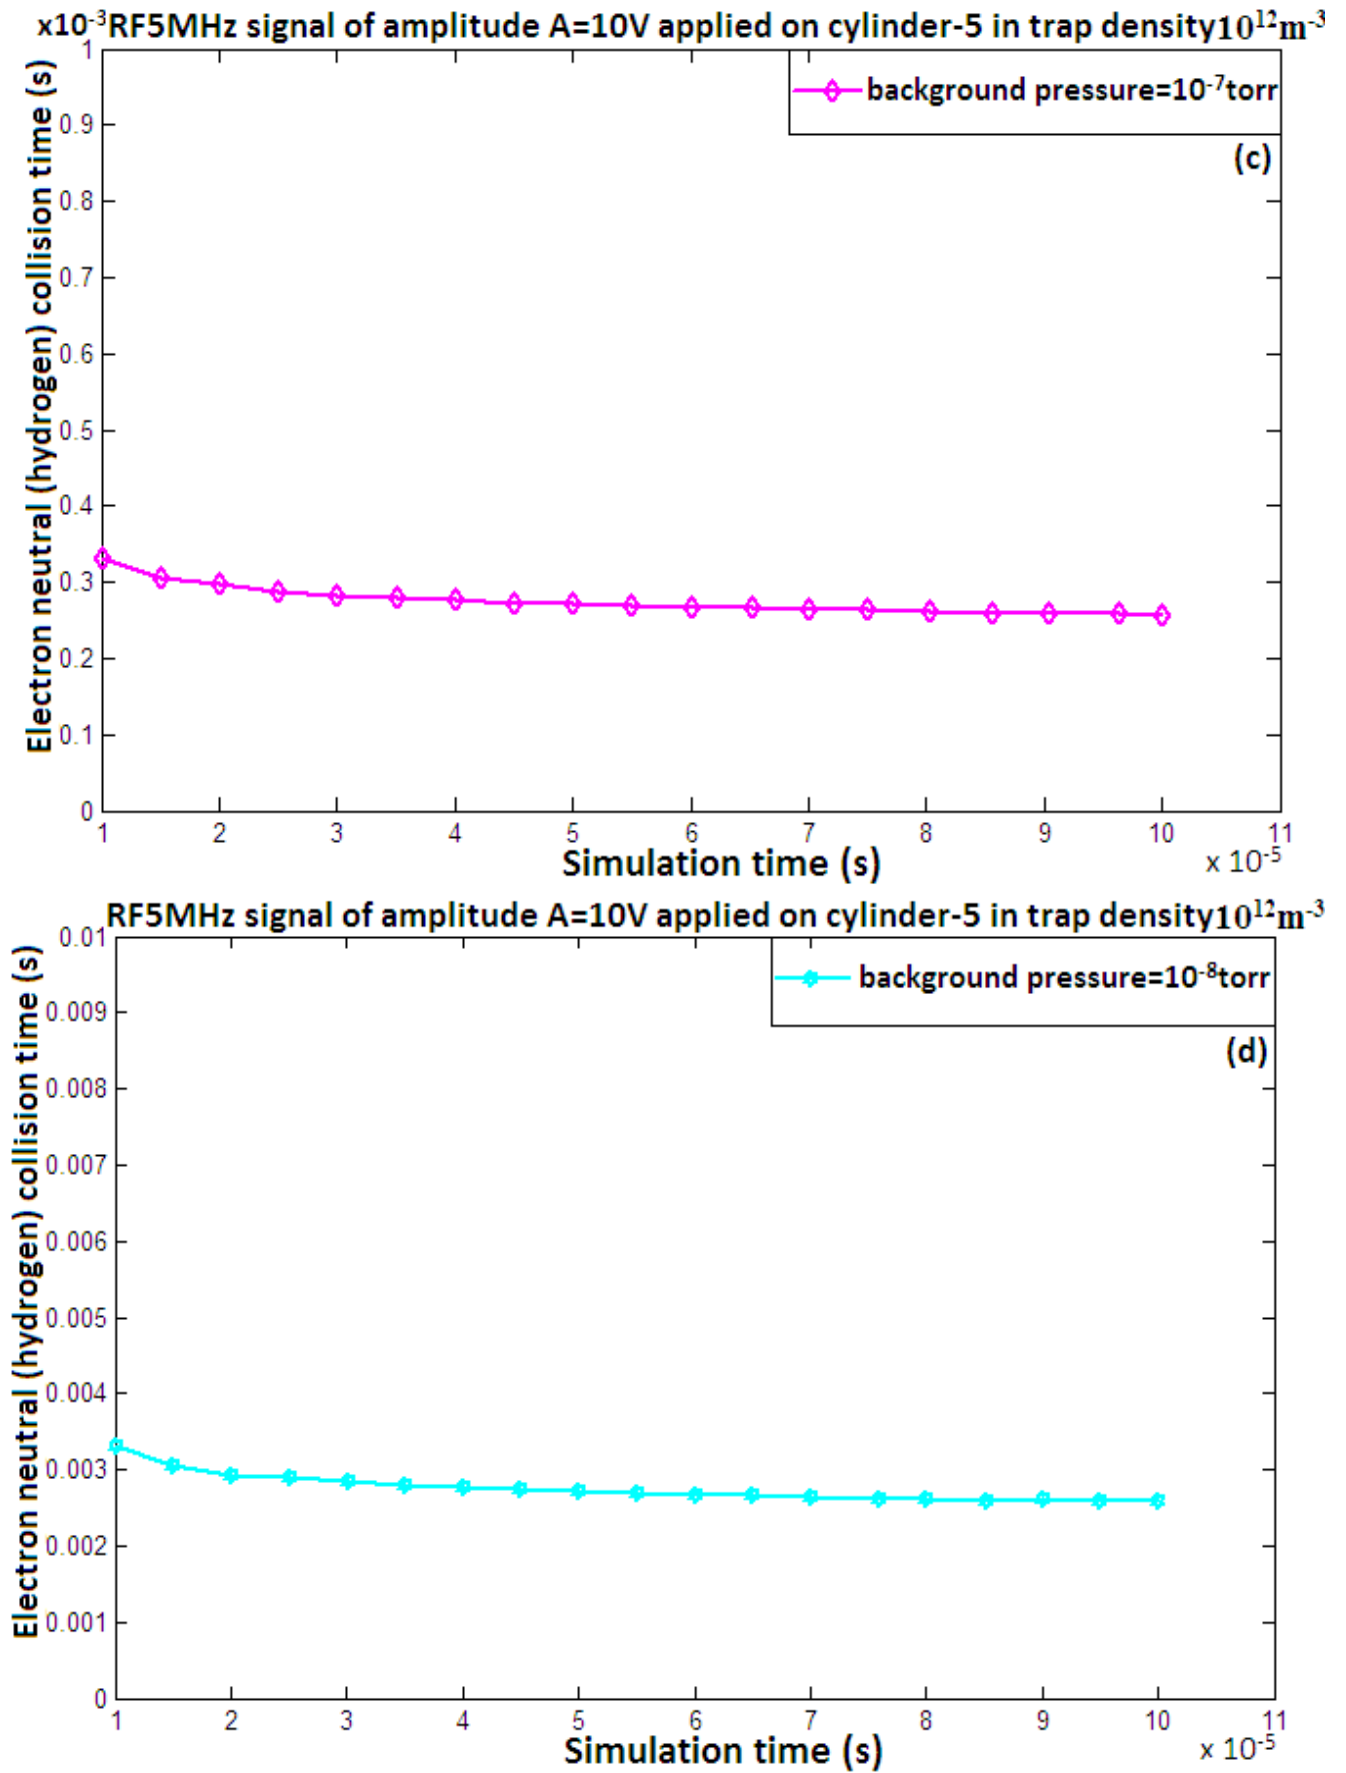 x10⁻³RF5MHz signal of amplitude A=10V applied on cylinder-5 in trap density10¹²m⁻³
background pressure=10⁻⁷torr
(c)
Electron neutral (hydrogen) collision time (s)
1
0.9
0.8
0.7
0.6
0.5
0.4
0.3
0.2
0.1
0
1 2 3 4 5 6 7 8 9 10 11
Simulation time (s)
x 10⁻⁵
RF5MHz signal of amplitude A=10V applied on cylinder-5 in trap density10¹²m⁻³
background pressure=10⁻⁸torr
(d)
Electron neutral (hydrogen) collision time (s)
0.01
0.009
0.008
0.007
0.006
0.005
0.004
0.003
0.002
0.001
0
1 2 3 4 5 6 7 8 9 10 11
Simulation time (s)
x 10⁻⁵